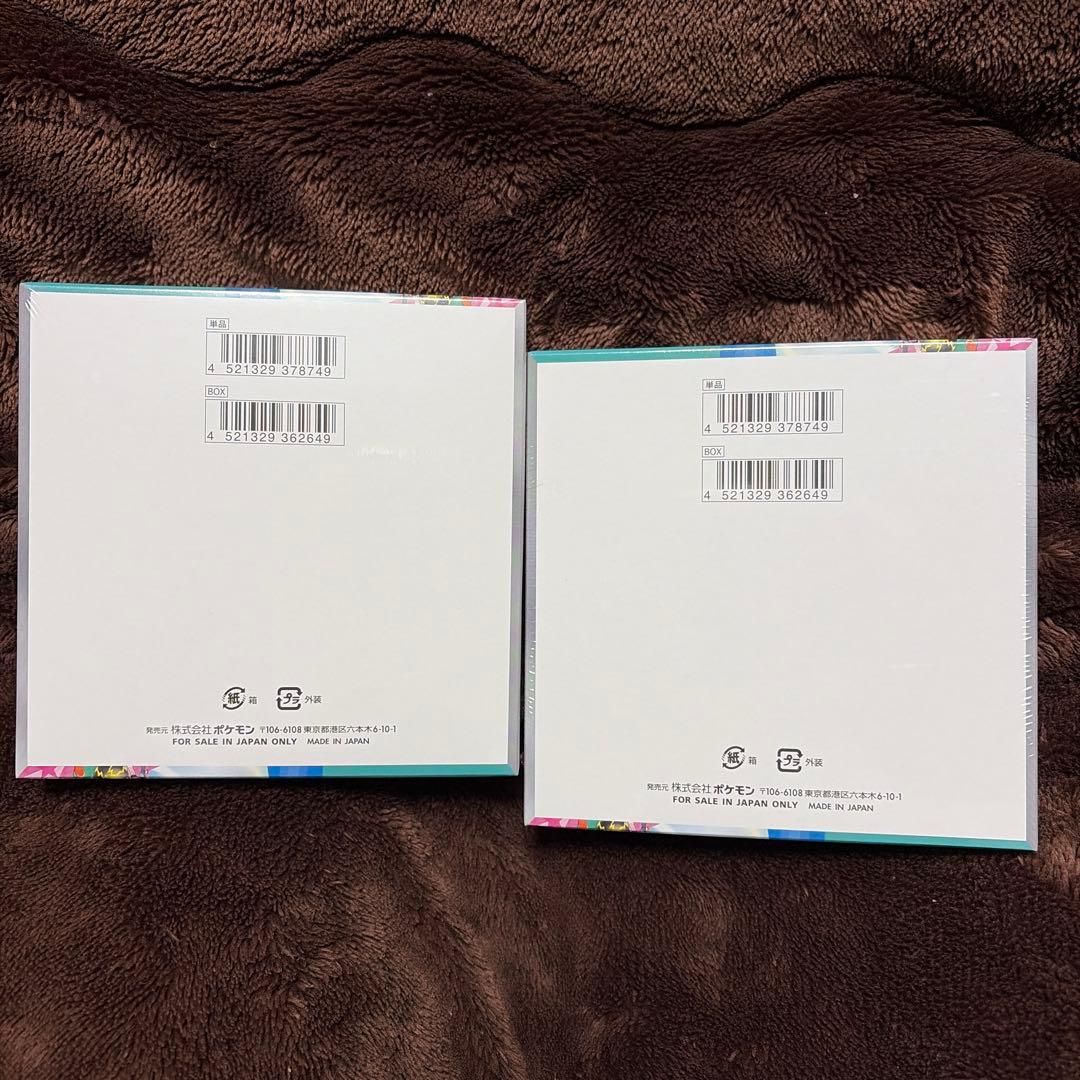 単品
4 521329 378749
BOX
4 521329 362649
紙 箱 プラ 外装
発売元 株式会社ポケモン 〒106-6108 東京都港区六本木6-10-1
FOR SALE IN JAPAN ONLY MADE IN JAPAN
単品
4 521329 378749
BOX
4 521329 362649
紙 箱 プラ 外装
発売元 株式会社ポケモン 〒106-6108 東京都港区六本木6-10-1
FOR SALE IN JAPAN ONLY MADE IN JAPAN